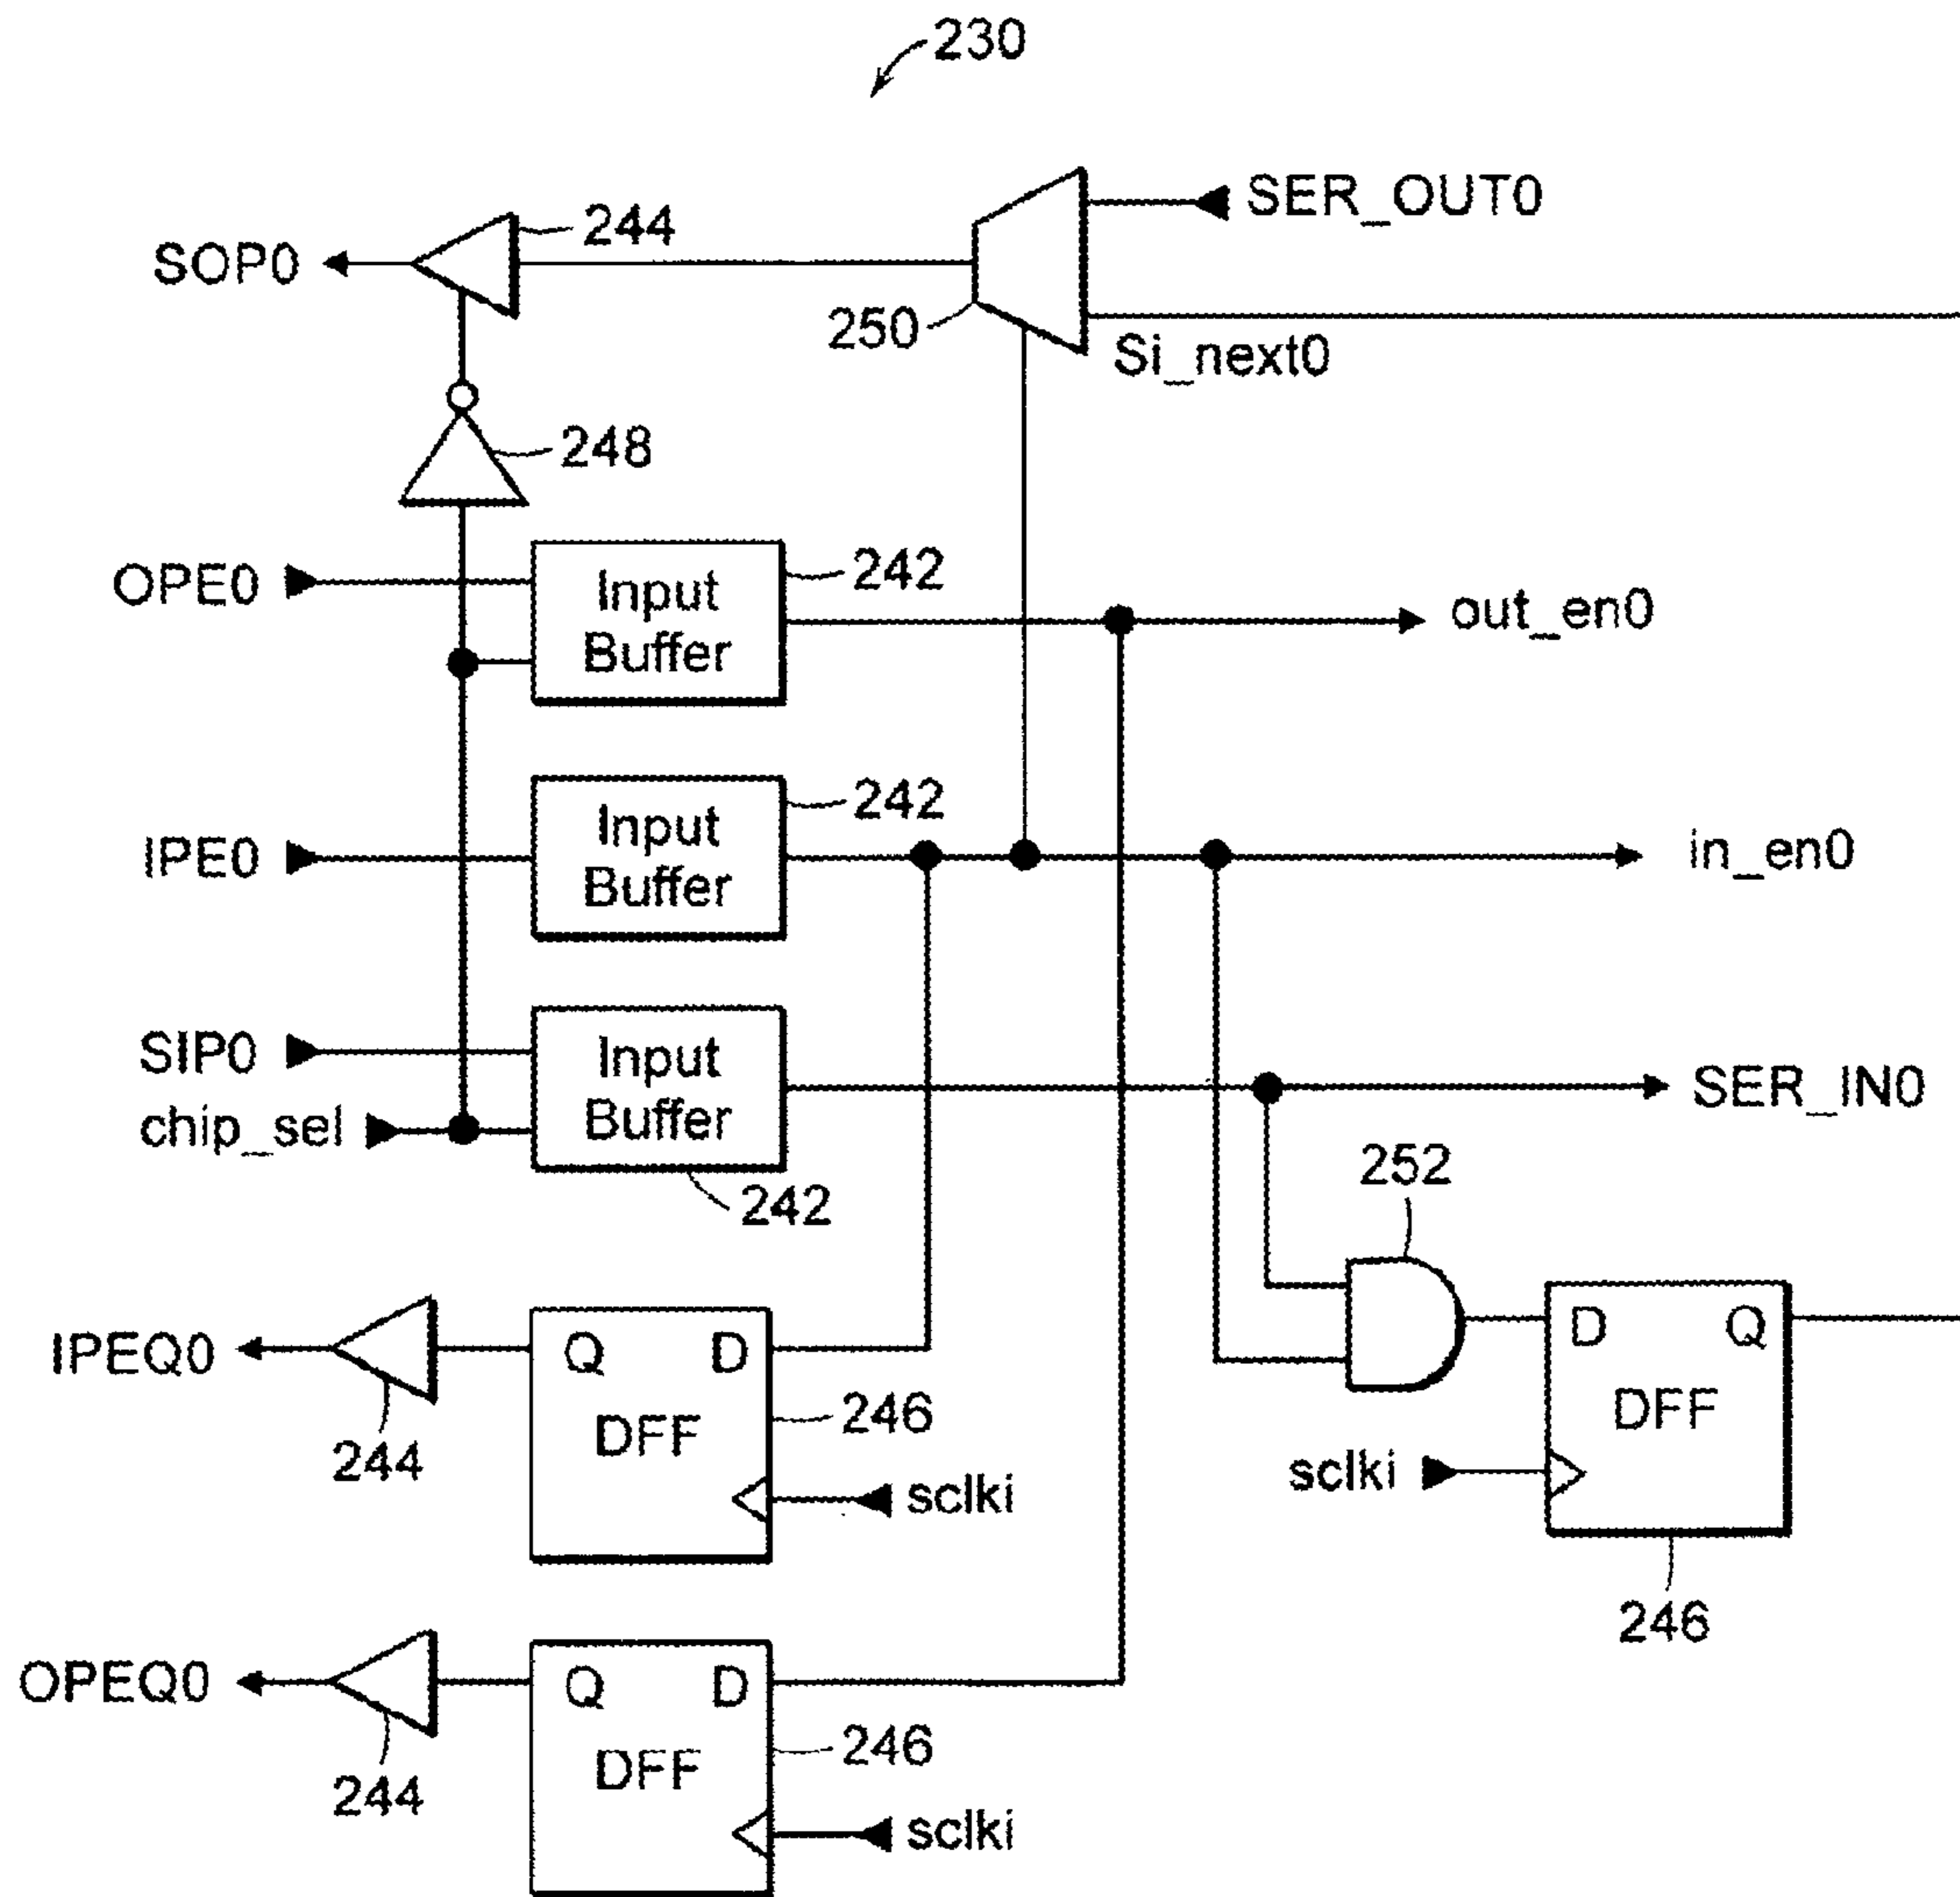 230
SER_OUT0
244
SOP0
250
Si_next0
248
OPE0
Input
Buffer
242
out_en0
IPE0
Input
Buffer
242
in_en0
SIP0
chip_sel
Input
Buffer
242
SER_IN0
252
IPEQ0
244
Q D
DFF
246
sclki
D Q
DFF
sclki
246
OPEQ0
244
Q D
DFF
246
sclki